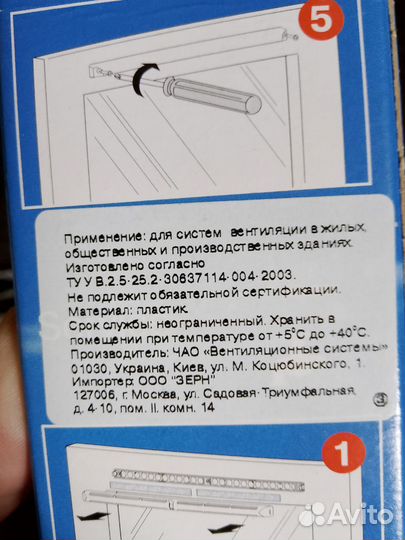 5
Применение: для систем вентиляции в жилых,
общественных и производственных зданиях.
Изготовлено согласно
ТУ У В.2.5-25.2-30637114-004-2003.
Не подлежит обязательной сертификации.
Материал: пластик.
Срок службы: неограниченный. Хранить в
помещении при температуре от +5°С до +40°С.
Производитель: ЧАО «Вентиляционные системы»
01030, Украина, Киев, ул. М. Коцюбинского, 1.
Импортер: ООО "ЗЕРН"
127006, г. Москва, ул. Садовая-Триумфальная,
д. 4-10, пом. II. комн. 14
3
1
Avito